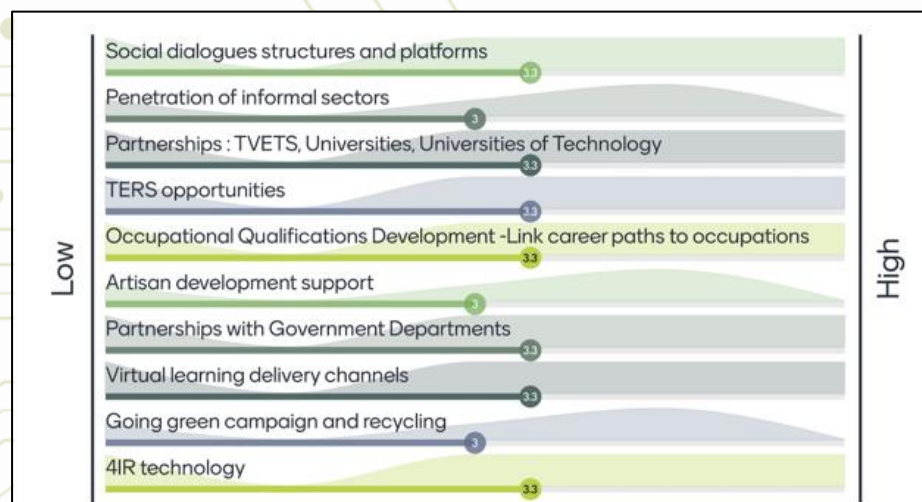 Social dialogues structures and platforms
3.3
Penetration of informal sectors
3
Partnerships : TVETS, Universities, Universities of Technology
3.3
TERS opportunities
3.3
Occupational Qualifications Development -Link career paths to occupations
3.3
Artisan development support
3
Partnerships with Government Departments
3.3
Virtual learning delivery channels
3.3
Going green campaign and recycling
3
4IR technology
3.3
Low
High